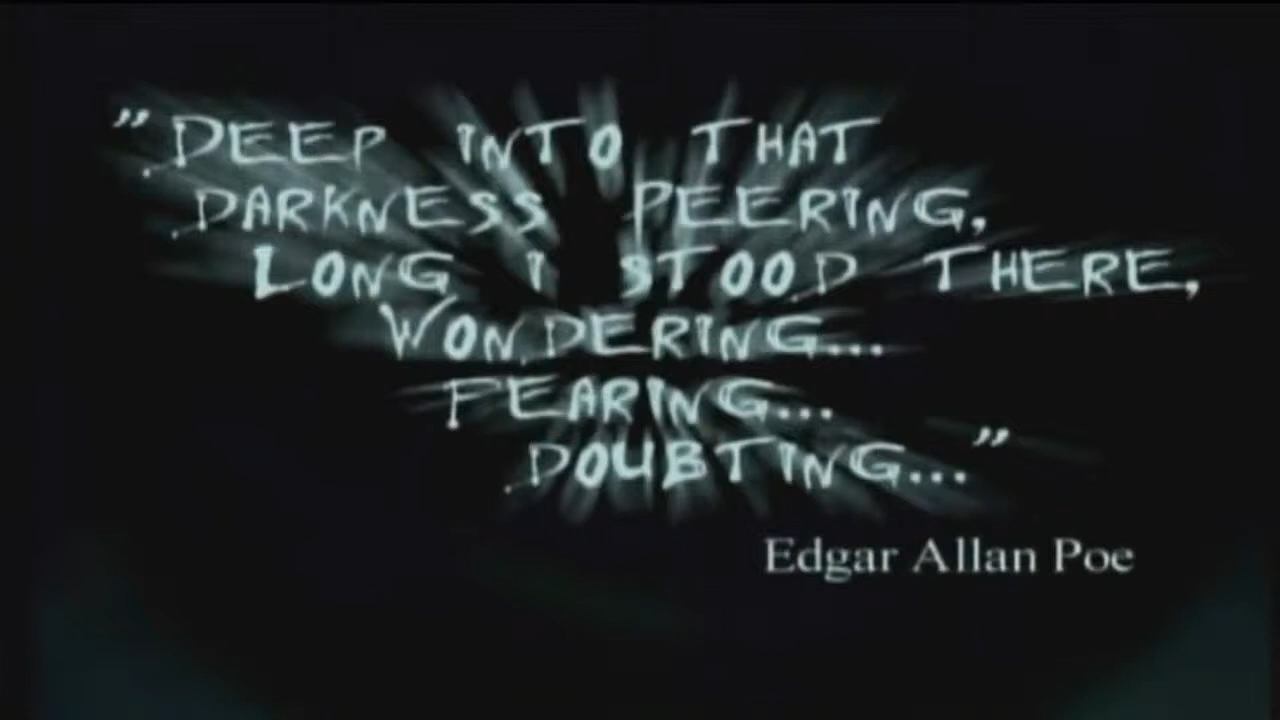 ”DEEP INTO THAT
DARKNESS PEERING,
LONG I STOOD THERE,
WONDERING...
FEARING...
DOUBTING...”
Edgar Allan Poe